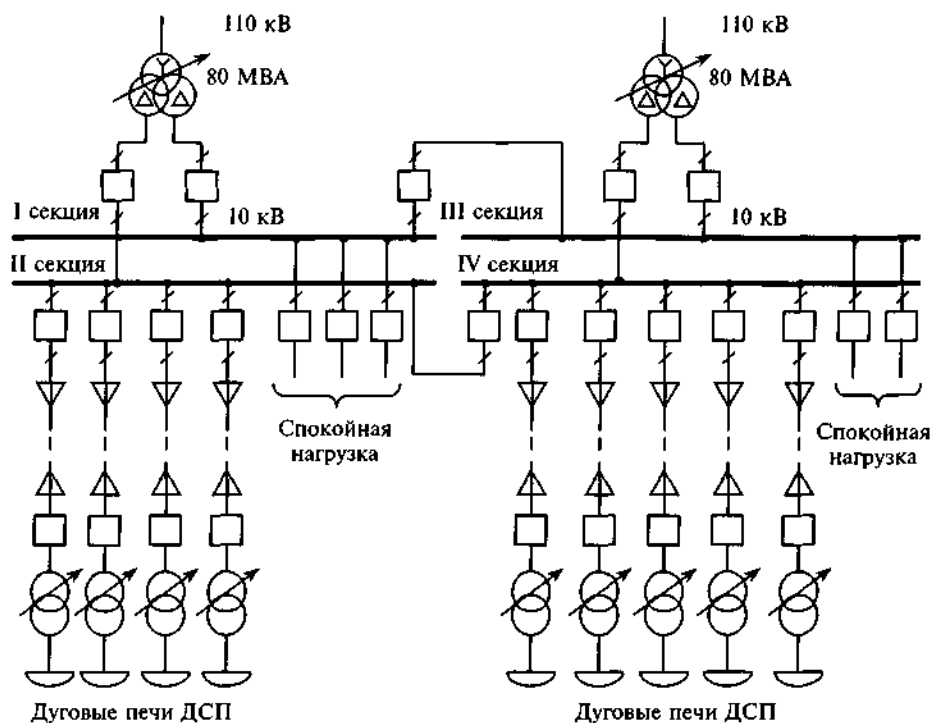 110 кВ
110 кВ
80 МВА
80 МВА
I секция
10 кВ
III секция
10 кВ
II секция
IV секция
Спокойная
нагрузка
Спокойная
нагрузка
Дуговые печи ДСП
Дуговые печи ДСП